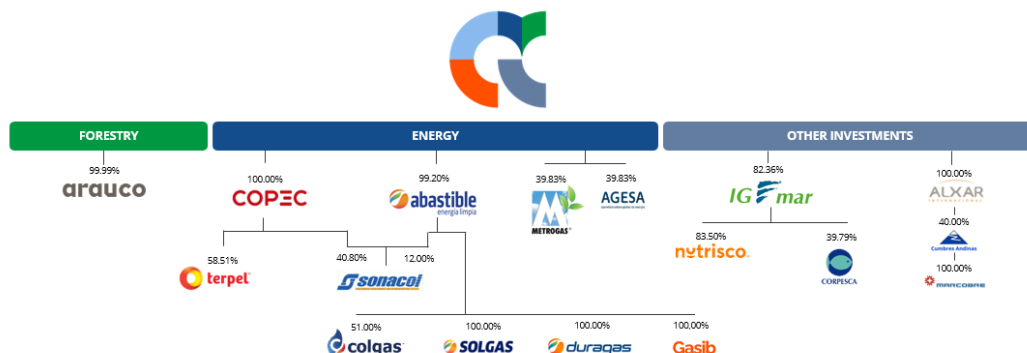 FORESTRY
ENERGY
OTHER INVESTMENTS
99.99%
arauco
100.00%
COPEC
99.20%
abastible
energía limpia
39.83%
METROGAS
39.83%
AGESA
82.36%
IGEmar
100.00%
ALXAR
INTERNACIONAL
58.51%
terpel
40.80%
12.00%
sonacol
83.50%
nutrisco.
39.79%
CORPESCA
40.00%
Cumbres Andinas
100.00%
MARCOBRE
51.00%
colgas
100.00%
SOLGAS
100.00%
duragas
100,00%
Gasib